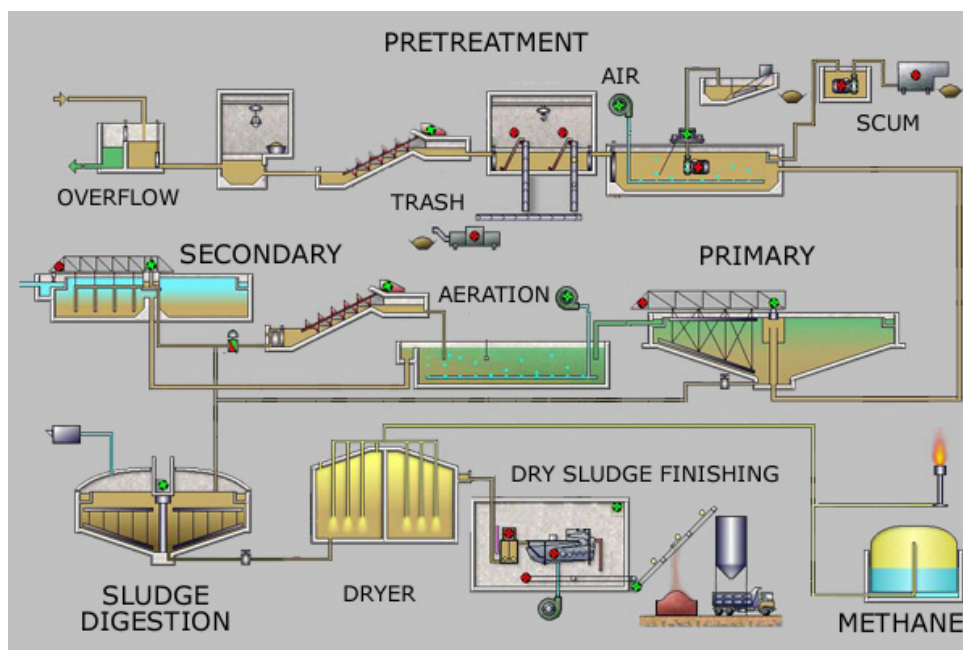 PRETREATMENT
AIR
SCUM
OVERFLOW
TRASH
SECONDARY
PRIMARY
AERATION
DRY SLUDGE FINISHING
SLUDGE
DIGESTION
DRYER
METHANE